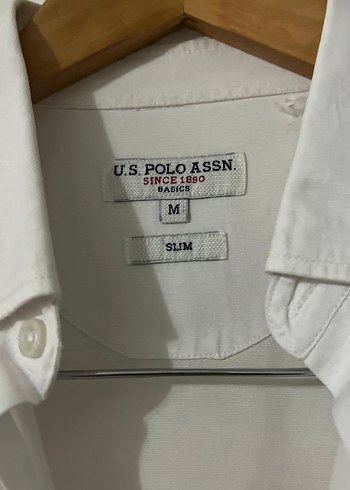 U.S. POLO ASSN.
SINCE 1890
BASICS
M
SLIM